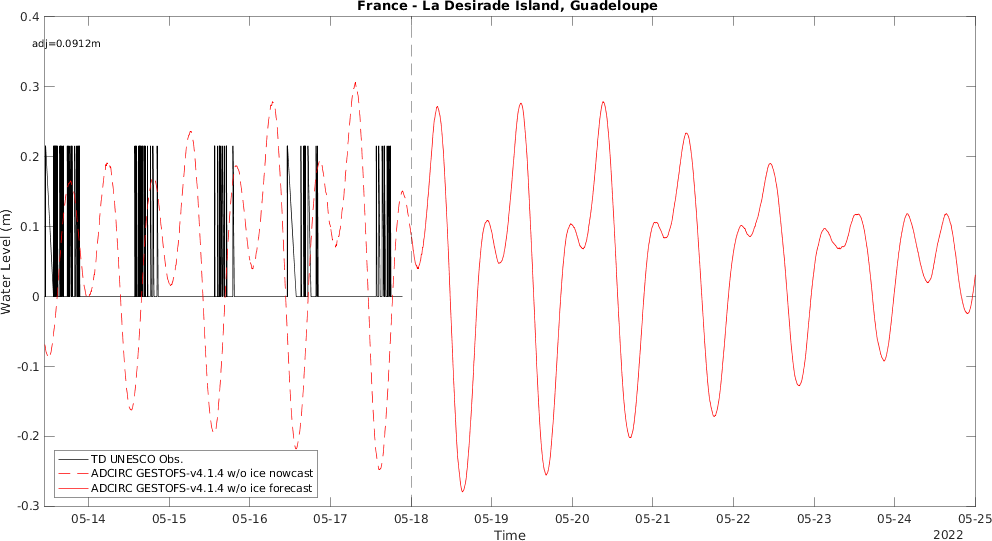 France - La Desirade Island, Guadeloupe
adj=0.0912m
0.4
0.3
0.2
0.1
0
-0.1
-0.2
-0.3
Water Level (m)
TD UNESCO Obs.
ADCIRC GESTOFS-v4.1.4 w/o ice nowcast
ADCIRC GESTOFS-v4.1.4 w/o ice forecast
05-14 05-15 05-16 05-17 05-18 05-19 05-20 05-21 05-22 05-23 05-24 05-25
Time
2022